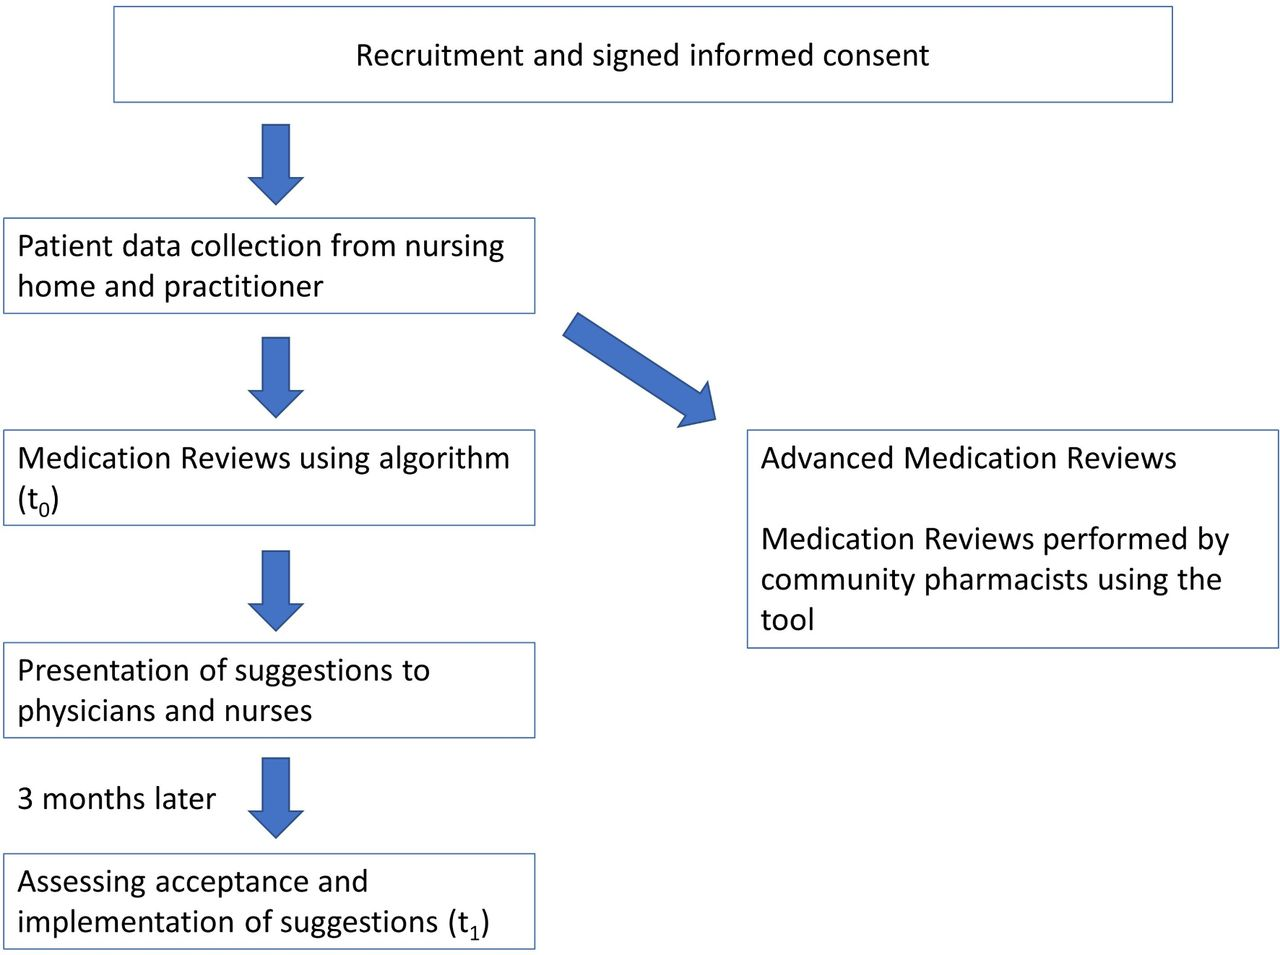 Recruitment and signed informed consent
Patient data collection from nursing
home and practitioner
Medication Reviews using algorithm
(t₀)
Advanced Medication Reviews
Medication Reviews performed by
community pharmacists using the
tool
Presentation of suggestions to
physicians and nurses
3 months later
Assessing acceptance and
implementation of suggestions (t₁)